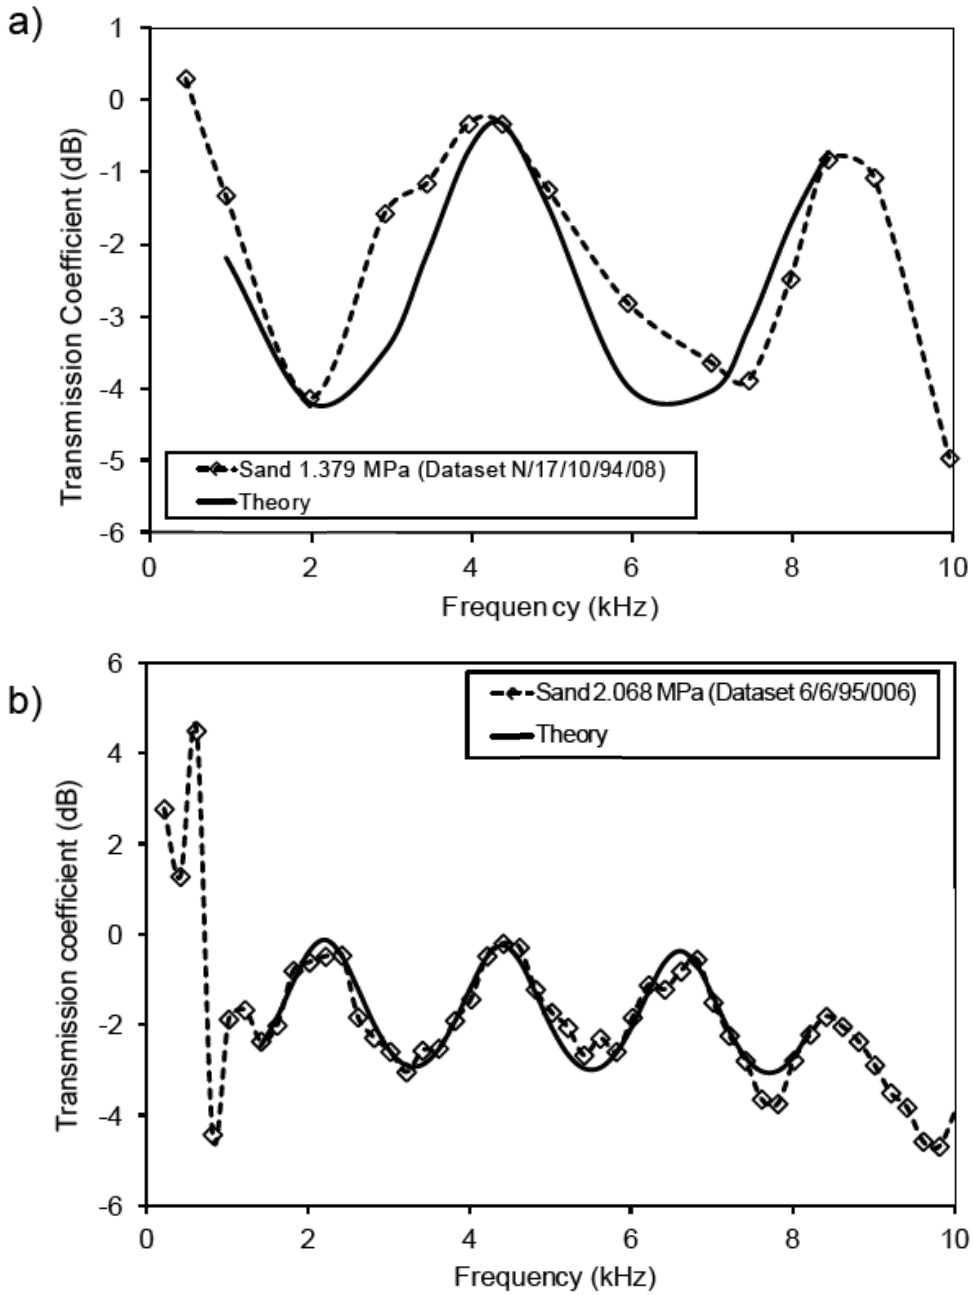 a)
1
0
-1
-2
-3
-4
-5
-6
Transmission Coefficient (dB)
Sand 1.379 MPa (Dataset N/17/10/94/08)
Theory
0 2 4 6 8 10
Frequency (kHz)
b)
6
4
2
0
-2
-4
-6
Transmission coefficient (dB)
Sand 2.068 MPa (Dataset 6/6/95/006)
Theory
0 2 4 6 8 10
Frequency (kHz)